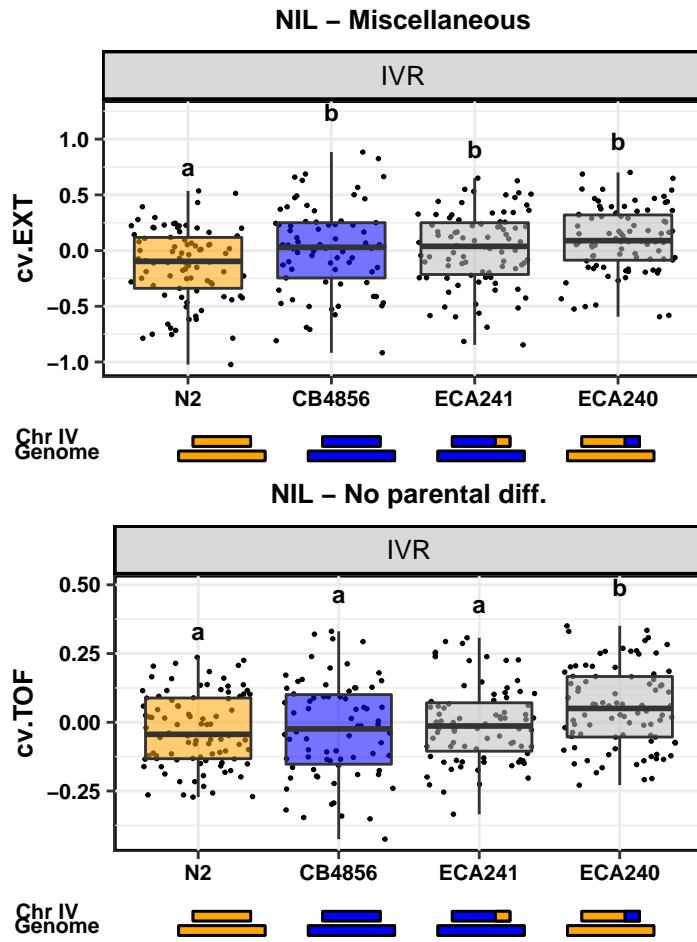 NIL – Miscellaneous
IVR
b
b
b
a
1.0
0.5
0.0
−0.5
−1.0
cv.EXT
N2 CB4856 ECA241 ECA240
Chr IV
Genome
NIL – No parental diff.
IVR
0.50
b
a
a
a
0.25
0.00
−0.25
cv.TOF
N2 CB4856 ECA241 ECA240
Chr IV
Genome